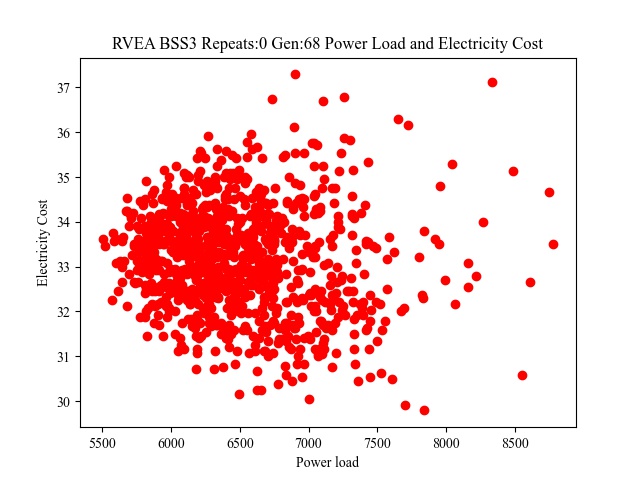 RVEA BSS3 Repeats:0 Gen:68 Power Load and Electricity Cost
37
36
35
34
33
32
31
30
Electricity Cost
5500 6000 6500 7000 7500 8000 8500
Power load